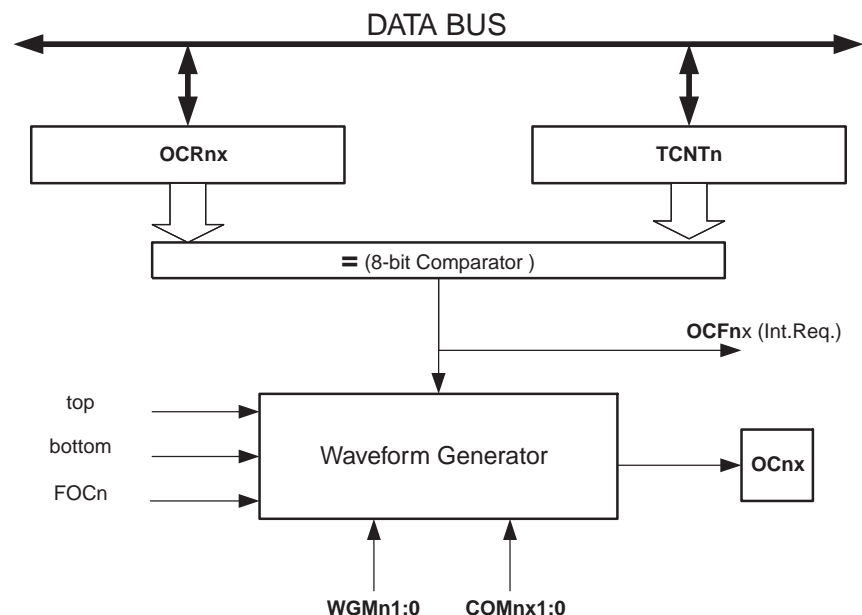 DATA BUS
OCRnx
TCNTn
= (8-bit Comparator )
OCFnx (Int.Req.)
top
bottom
FOCn
Waveform Generator
OCnx
WGMn1:0
COMnx1:0